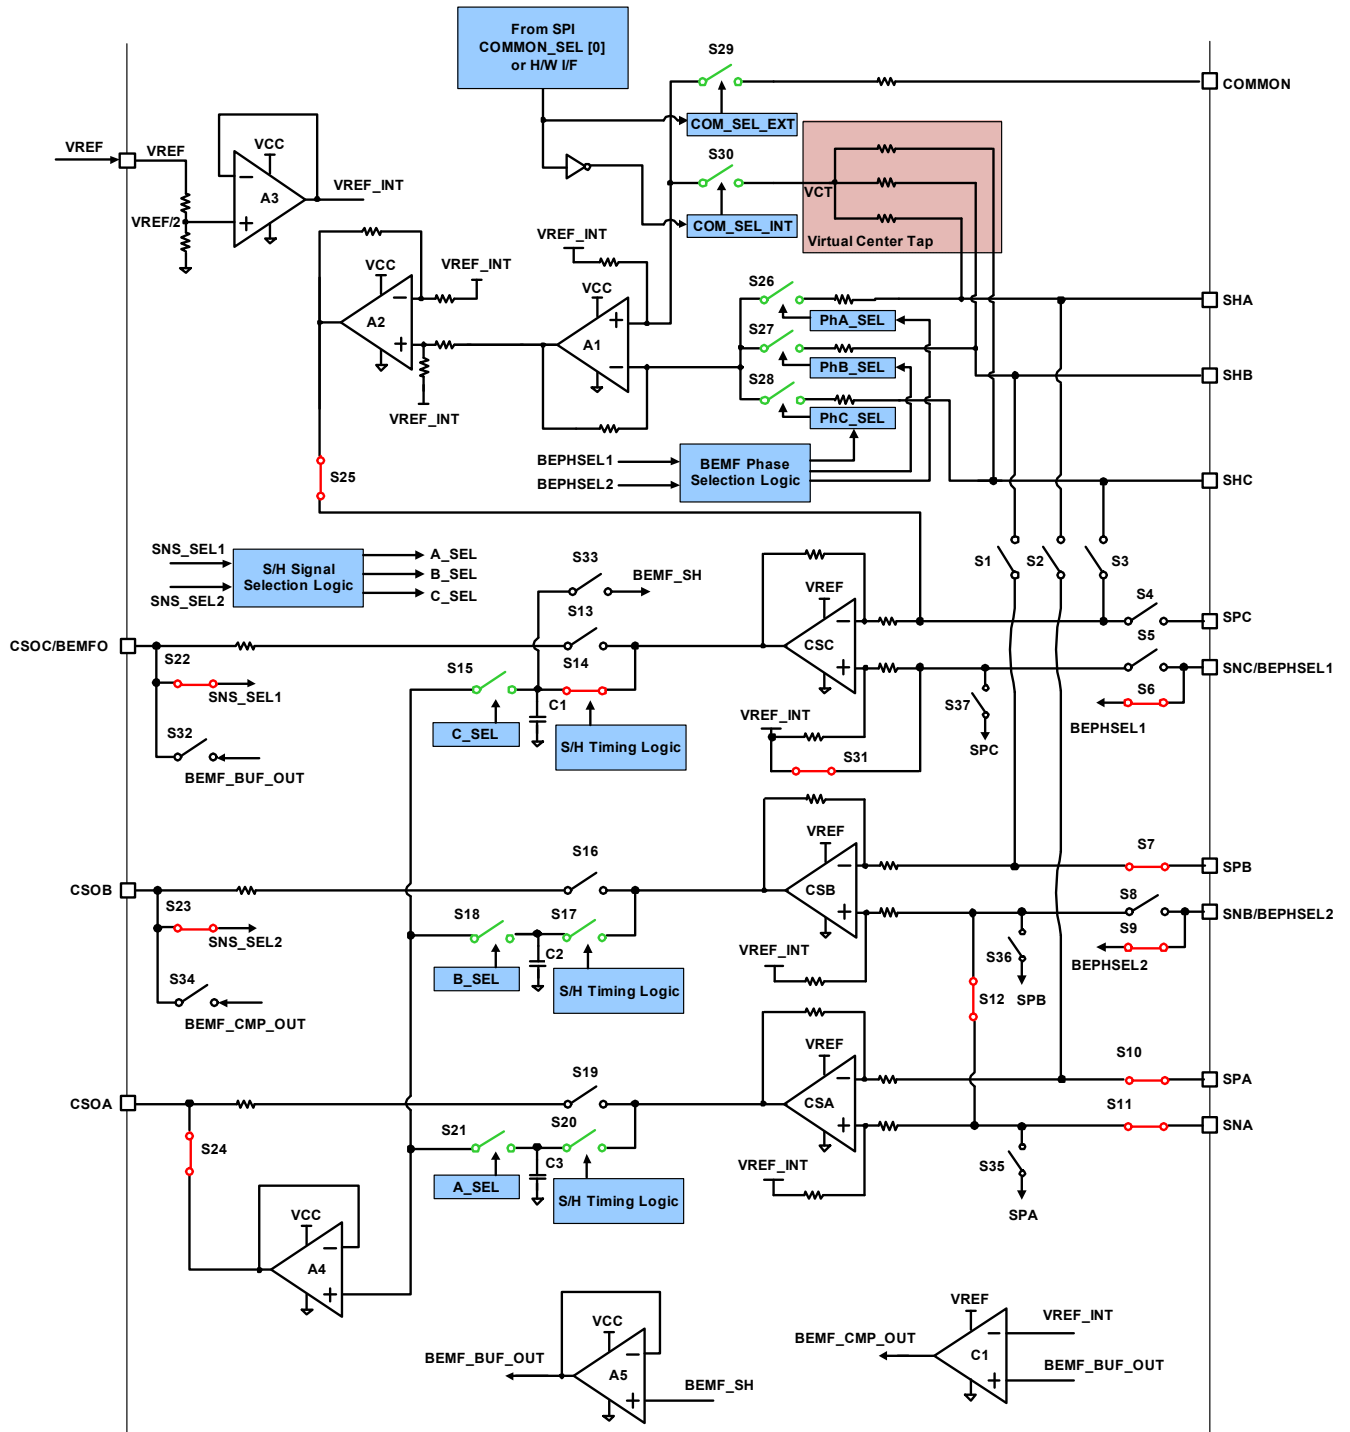 From SPI
COMMON_SEL [0]
or H/W I/F
S29
COMMON
COM_SEL_EXT
VREF
VREF
VCC
A3
VREF_INT
VREF/2
S30
VCT
COM_SEL_INT
Virtual Center Tap
VREF_INT
VCC
VREF_INT
A2
VREF_INT
VCC
A1
S26
SHA
PhA_SEL
S27
PhB_SEL
SHB
S28
PhC_SEL
BEPHSEL1
BEPHSEL2
BEMF Phase
Selection Logic
S25
SHC
SNS_SEL1
SNS_SEL2
S/H Signal
Selection Logic
A_SEL
B_SEL
C_SEL
S33
BEMF_SH
S13
S14
VREF
CSC
S1
S2
S3
S4
SPC
S5
SNC/BEPHSEL1
S6
BEPHSEL1
S37
SPC
CSOC/BEMFO
S22
SNS_SEL1
S32
BEMF_BUF_OUT
S15
C1
C_SEL
S/H Timing Logic
VREF_INT
S31
VREF
CSB
S7
SPB
S8
SNB/BEPHSEL2
S9
BEPHSEL2
S36
SPB
S12
CSOB
S23
SNS_SEL2
S34
BEMF_CMP_OUT
S16
S18
S17
C2
B_SEL
S/H Timing Logic
VREF_INT
VREF
CSA
S10
SPA
S11
SNA
S35
SPA
CSOA
S24
S19
S21
S20
C3
A_SEL
S/H Timing Logic
VREF_INT
VCC
A4
VCC
BEMF_BUF_OUT
A5
BEMF_SH
VREF
VREF_INT
BEMF_CMP_OUT
C1
BEMF_BUF_OUT